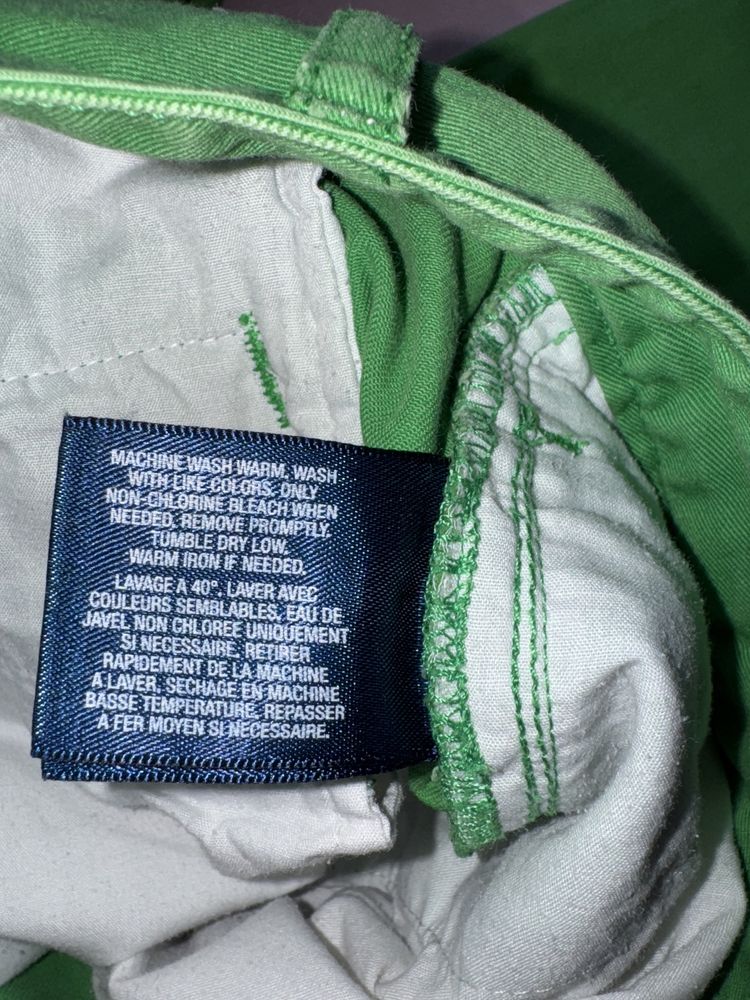 MACHINE WASH WARM, WASH
WITH LIKE COLORS. ONLY
NON-CHLORINE BLEACH WHEN
NEEDED. REMOVE PROMPTLY.
TUMBLE DRY LOW.
WARM IRON IF NEEDED.
LAVAGE A 40°. LAVER AVEC
COULEURS SEMBLABLES. EAU DE
JAVEL NON CHLOREE UNIQUEMENT
SI NECESSAIRE. RETIRER
RAPIDEMENT DE LA MACHINE
A LAVER. SECHAGE EN MACHINE
BASSE TEMPERATURE. REPASSER
A FER MOYEN SI NECESSAIRE.